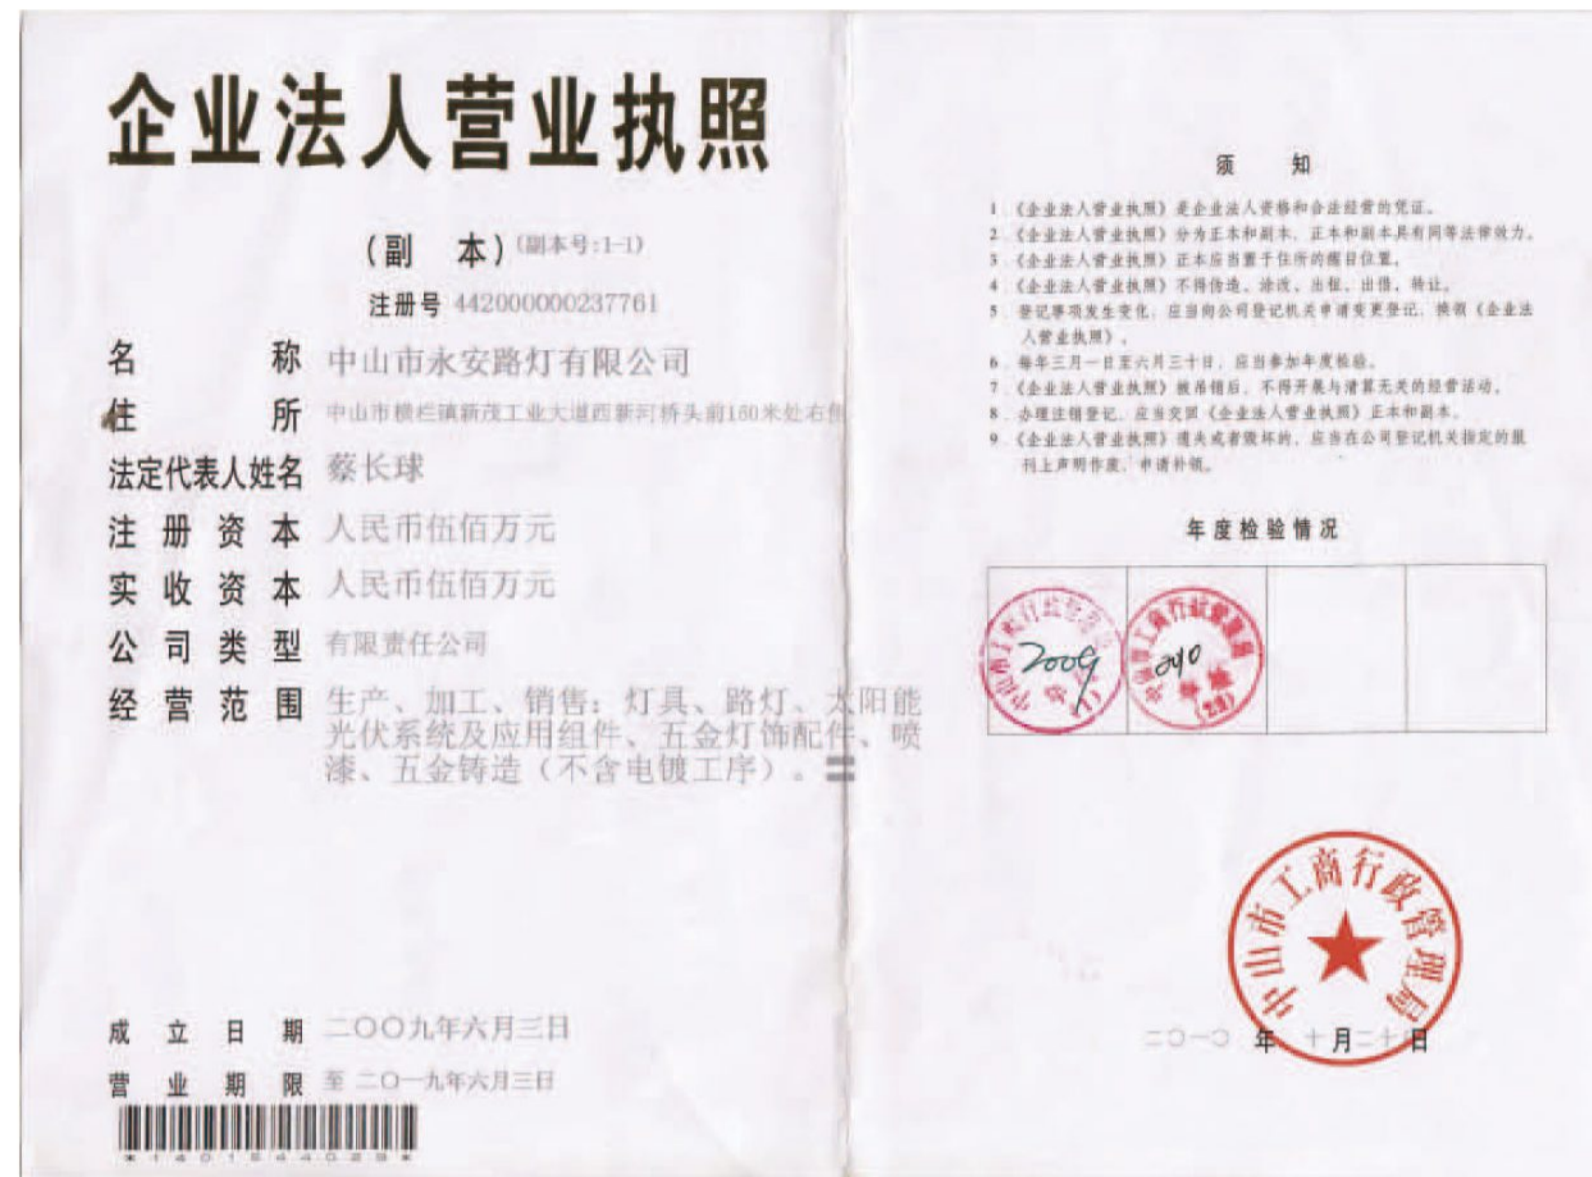 企业法人营业执照
（副 本）(副本号:1-1)
注册号 442000000237761
名 称 中山市永安路灯有限公司
住 所 中山市横栏镇新茂工业大道西新河桥头前160米处右侧
法定代表人姓名 蔡长球
注册资本 人民币伍佰万元
实收资本 人民币伍佰万元
公司类型 有限责任公司
经营范围 生产、加工、销售：灯具、路灯、太阳能
光伏系统及应用组件、五金灯饰配件、喷
漆、五金铸造（不含电镀工序）。〓
成立日期 二〇〇九年六月三日
营业期限 至 二〇一九年六月三日
*1401544029*
须 知
1 《企业法人营业执照》是企业法人资格和合法经营的凭证。
2 《企业法人营业执照》分为正本和副本，正本和副本具有同等法律效力。
3 《企业法人营业执照》正本应当置于住所的醒目位置。
4 《企业法人营业执照》不得伪造、涂改、出租、出借、转让。
5 登记事项发生变化，应当向公司登记机关申请变更登记，换领《企业法
人营业执照》。
6 每年三月一日至六月三十日，应当参加年度检验。
7 《企业法人营业执照》被吊销后，不得开展与清算无关的经营活动。
8 办理注销登记，应当交回《企业法人营业执照》正本和副本。
9 《企业法人营业执照》遗失或者毁坏的，应当在公司登记机关指定的报
刊上声明作废，申请补领。
年度检验情况
2009
2010
中山市工商行政管理局
二〇一〇 年 十 月 二十 日